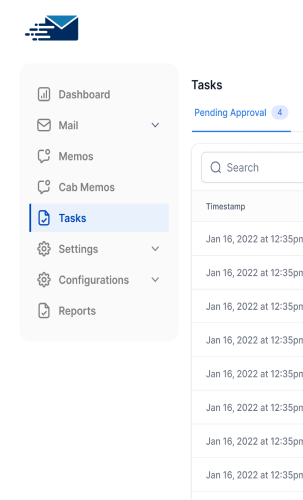 Dashboard
Mail
Memos
Cab Memos
Tasks
Settings
Configurations
Reports
Tasks
Pending Approval 4
Search
Timestamp
Jan 16, 2022 at 12:35pm
Jan 16, 2022 at 12:35pm
Jan 16, 2022 at 12:35pm
Jan 16, 2022 at 12:35pm
Jan 16, 2022 at 12:35pm
Jan 16, 2022 at 12:35pm
Jan 16, 2022 at 12:35pm
Jan 16, 2022 at 12:35pm